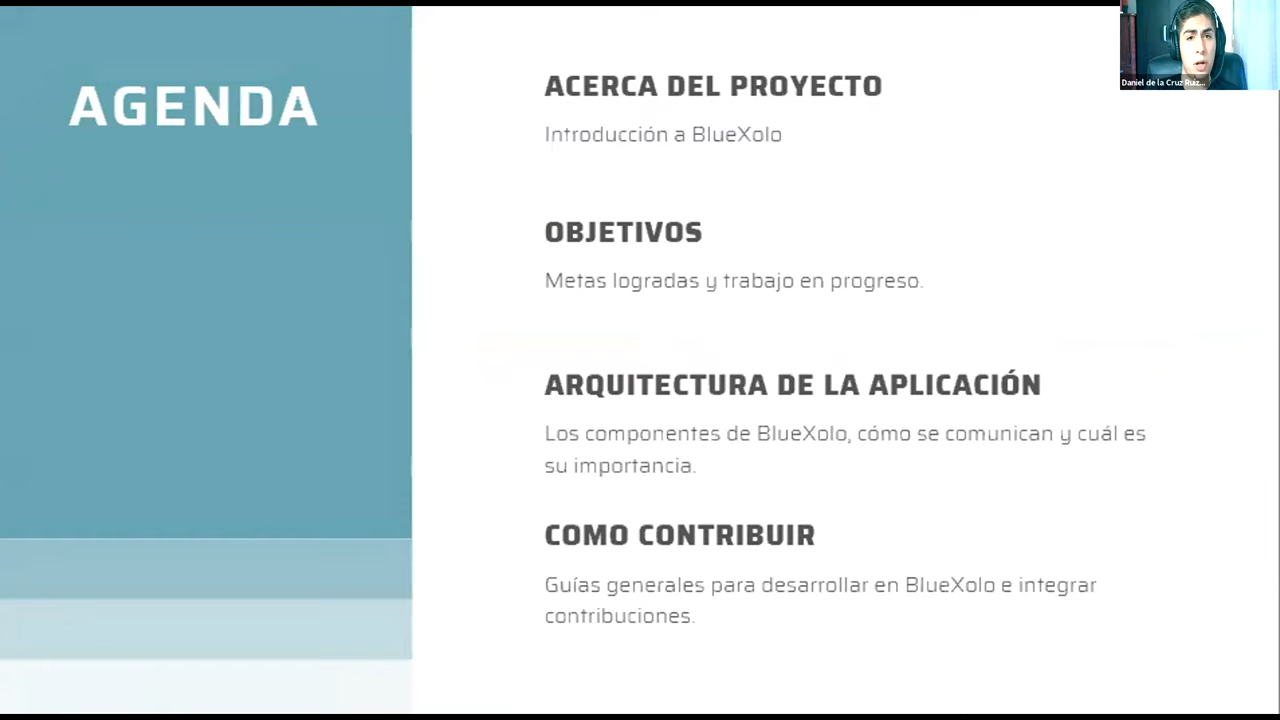 AGENDA
ACERCA DEL PROYECTO
Introducción a BlueXolo
OBJETIVOS
Metas logradas y trabajo en progreso.
ARQUITECTURA DE LA APLICACIÓN
Los componentes de BlueXolo, cómo se comunican y cuál es
su importancia.
COMO CONTRIBUIR
Guías generales para desarrollar en BlueXolo e integrar
contribuciones.
Daniel de la Cruz Ruiz...